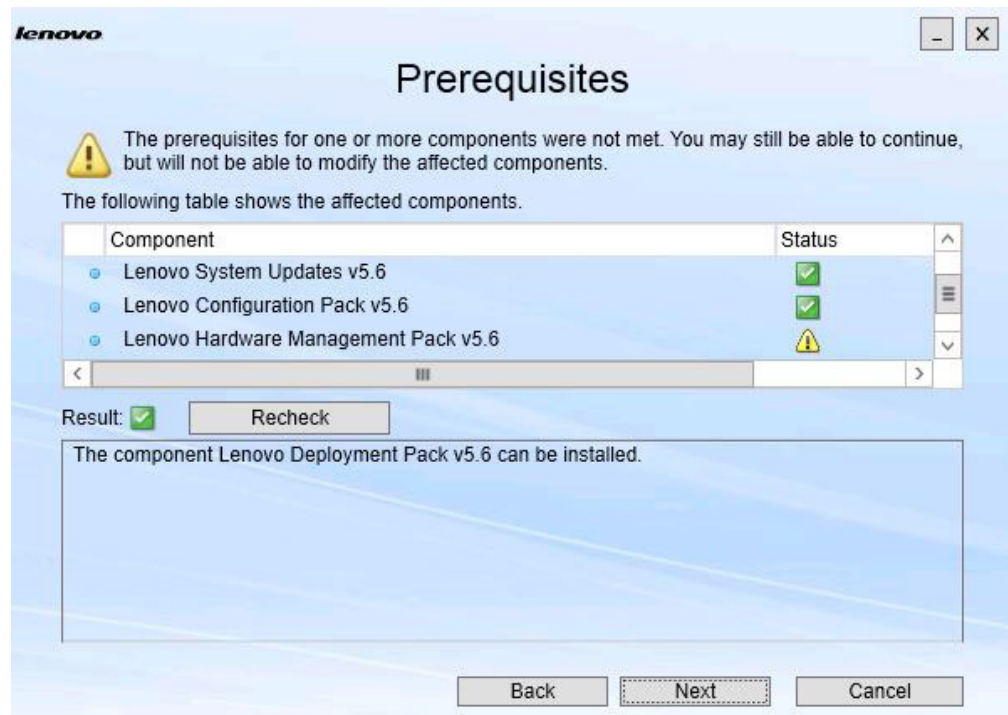 lenovo
Prerequisites
The prerequisites for one or more components were not met. You may still be able to continue,
but will not be able to modify the affected components.
The following table shows the affected components.
Component Status
Lenovo System Updates v5.6
Lenovo Configuration Pack v5.6
Lenovo Hardware Management Pack v5.6
Result: Recheck
The component Lenovo Deployment Pack v5.6 can be installed.
Back Next Cancel